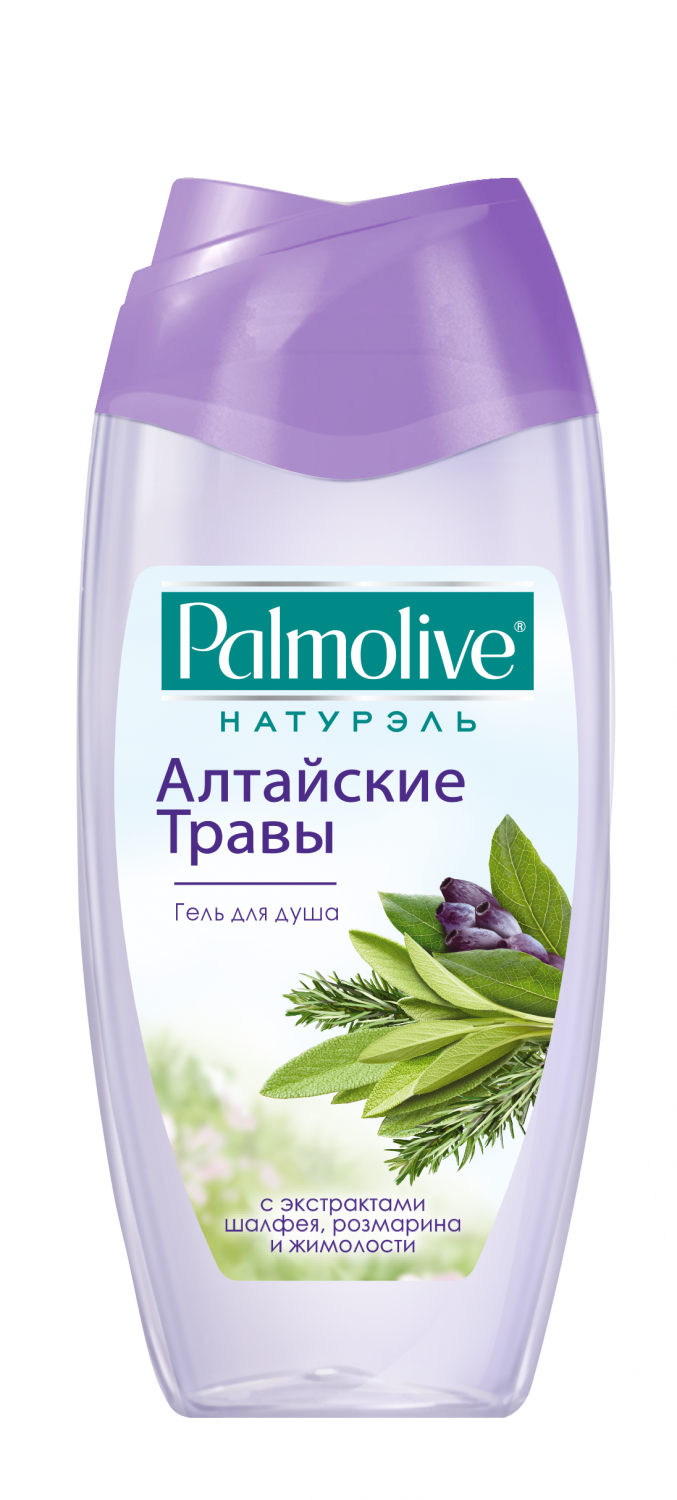 Palmolive®
НАТУРЭЛЬ
Алтайские
Травы
Гель для душа
с экстрактами
шалфея, розмарина
и жимолости